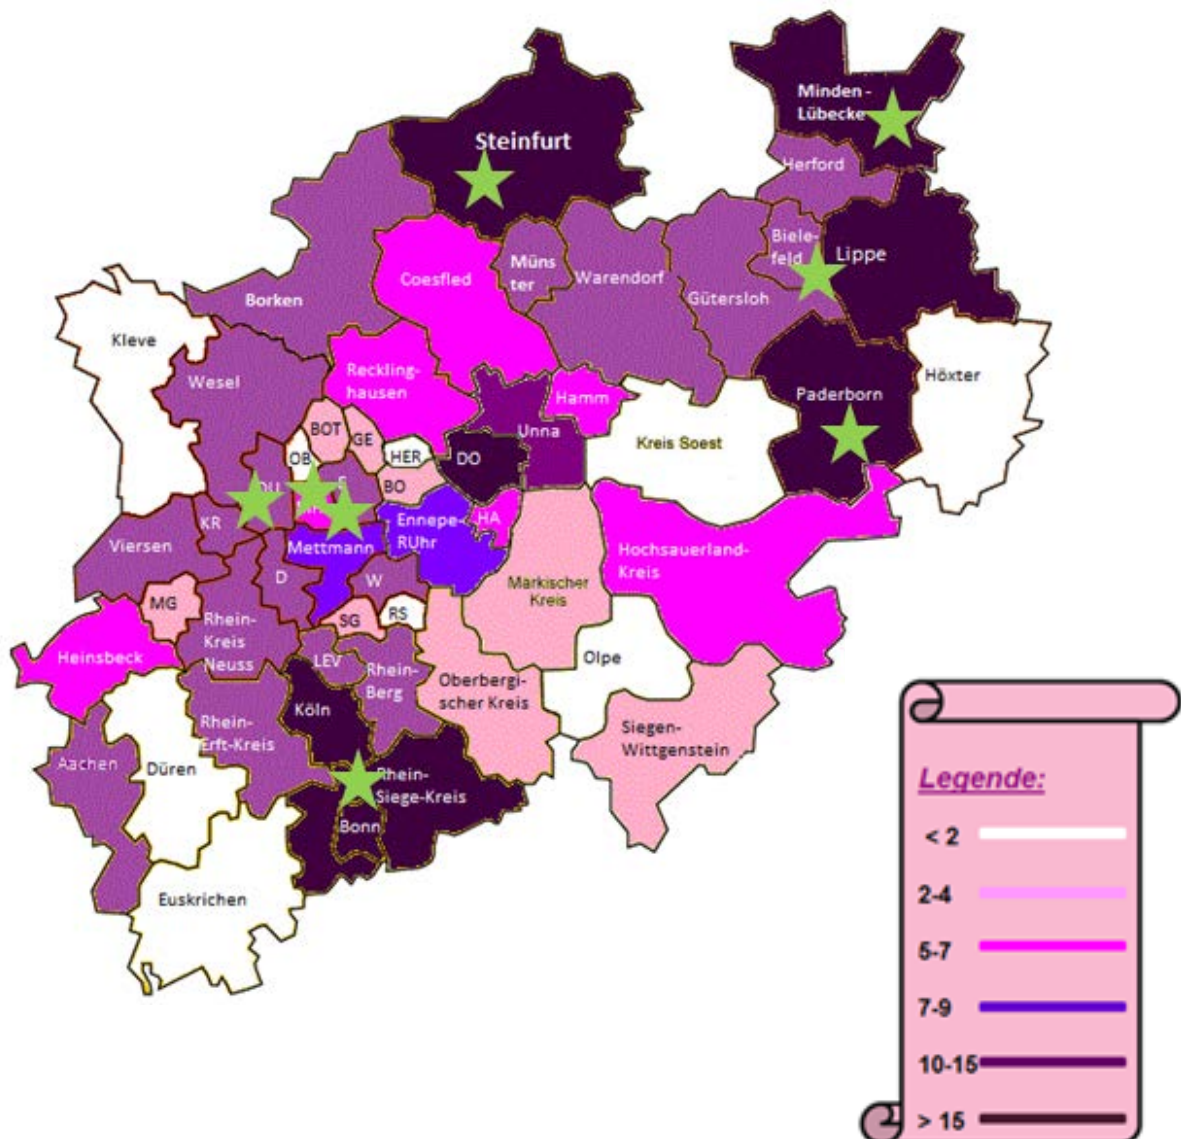 Minden -
Lübecke
Steinfurt
Herford
Biele-
feld
Lippe
Müns
ter
Coesfled
Warendorf
Gütersloh
Borken
Kleve
Wesel
Reckling-
hausen
Hamm
Unna
Höxter
Paderborn
Kreis Soest
BOT
GE
OB
HER
DO
DU
E
BO
KR
Ennepe-
RUhr
HA
Viersen
Mettmann
Hochsauerland-
Kreis
D
W
Märkischer
Kreis
MG
SG
RS
Rhein-
Kreis
Neuss
Heinsbeck
LEV
Rhein-
Berg
Olpe
Oberbergi-
scher Kreis
Köln
Rhein-
Erft-Kreis
Siegen-
Wittgenstein
Aachen
Düren
Rhein-
Siege-Kreis
Bonn
Euskrichen
Legende:
< 2
2-4
5-7
7-9
10-15
> 15